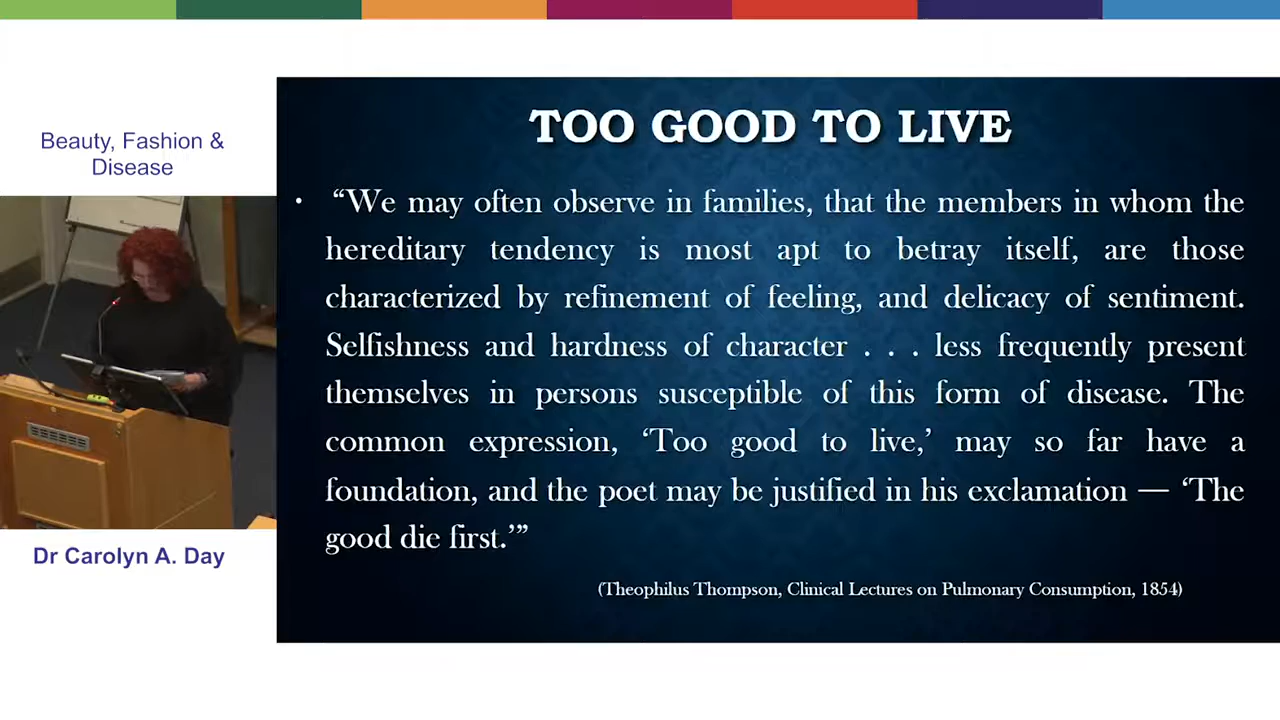 Beauty, Fashion &
Disease
Dr Carolyn A. Day
TOO GOOD TO LIVE
• “We may often observe in families, that the members in whom the
hereditary tendency is most apt to betray itself, are those
characterized by refinement of feeling, and delicacy of sentiment.
Selfishness and hardness of character . . . less frequently present
themselves in persons susceptible of this form of disease. The
common expression, ‘Too good to live,’ may so far have a
foundation, and the poet may be justified in his exclamation — ‘The
good die first.’”
(Theophilus Thompson, Clinical Lectures on Pulmonary Consumption, 1854)